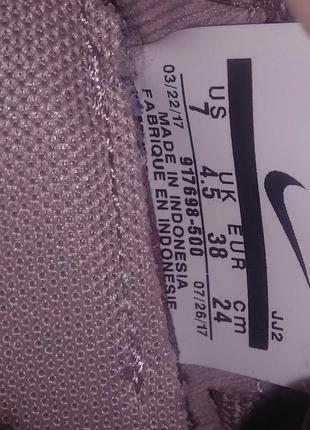 US UK EUR cm
7 4.5 38 24
03/22/17 917698-500 07/26/17
MADE IN INDONESIA
FABRIQUE EN INDONESIE
JJ2